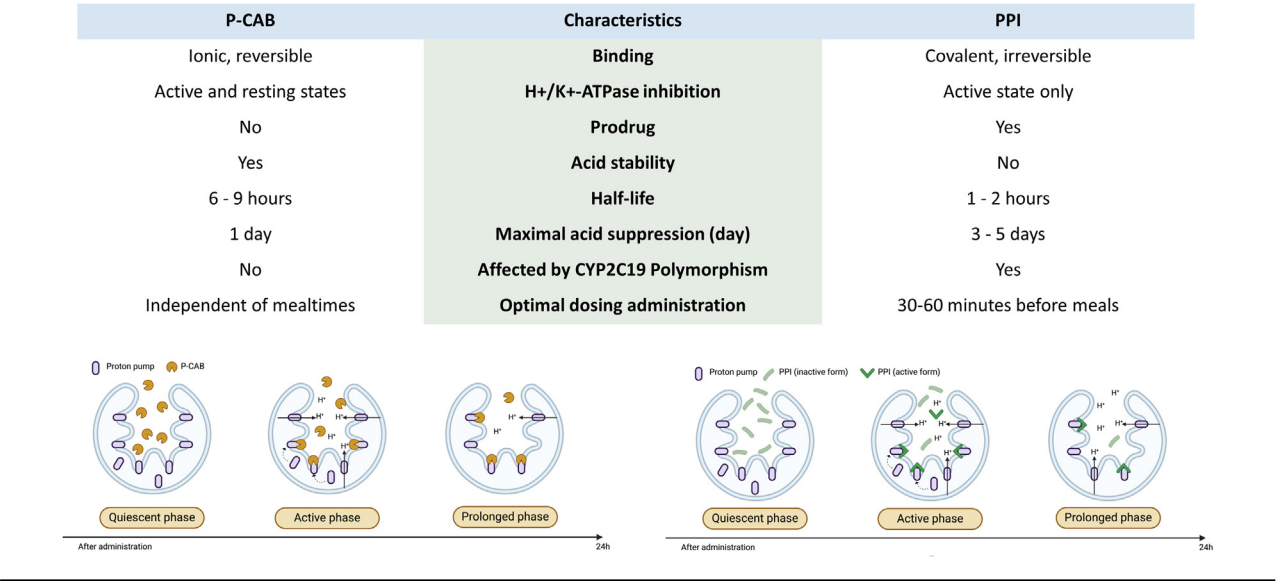 P-CAB Characteristics PPI
Ionic, reversible Binding Covalent, irreversible
Active and resting states H+/K+-ATPase inhibition Active state only
No Prodrug Yes
Yes Acid stability No
6 - 9 hours Half-life 1 - 2 hours
1 day Maximal acid suppression (day) 3 - 5 days
No Affected by CYP2C19 Polymorphism Yes
Independent of mealtimes Optimal dosing administration 30-60 minutes before meals
Proton pump P-CAB
H⁺
H⁺ H⁺
H⁺
H⁺
H⁺
H⁺
Quiescent phase Active phase Prolonged phase
After administration 24h
Proton pump PPI (inactive form) PPI (active form)
H⁺
H⁺ H⁺
H⁺
H⁺
H⁺
H⁺
H⁺ H⁺
H⁺
Quiescent phase Active phase Prolonged phase
After administration 24h